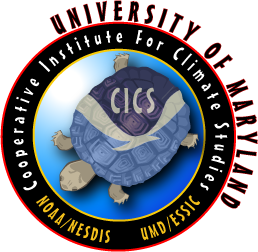 UNIVERSITY OF MARYLAND
Cooperative Institute For Climate Studies
CICS
NOAA/NESDIS
UMD/ESSIC